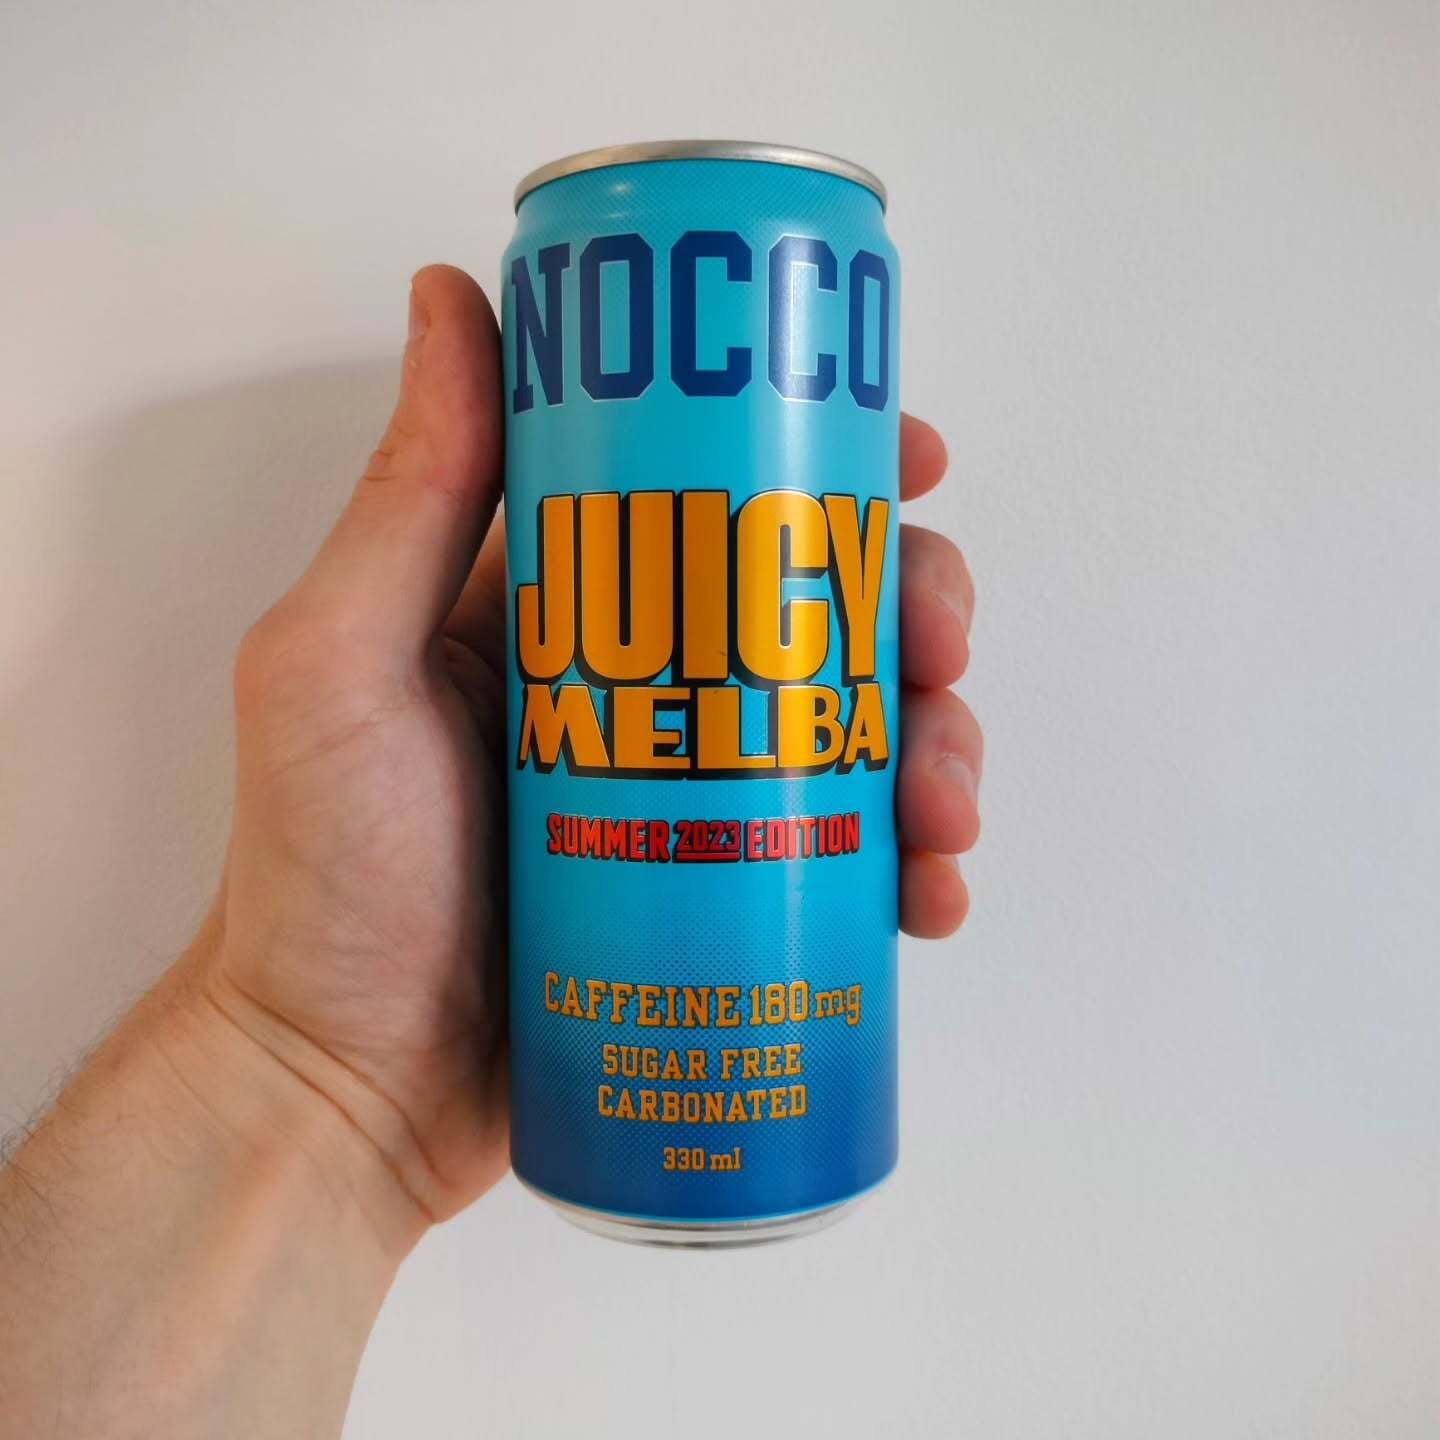 NOCCO
JUICY
MELBA
SUMMER 2023 EDITION
CAFFEINE 180 mg
SUGAR FREE
CARBONATED
330 ml